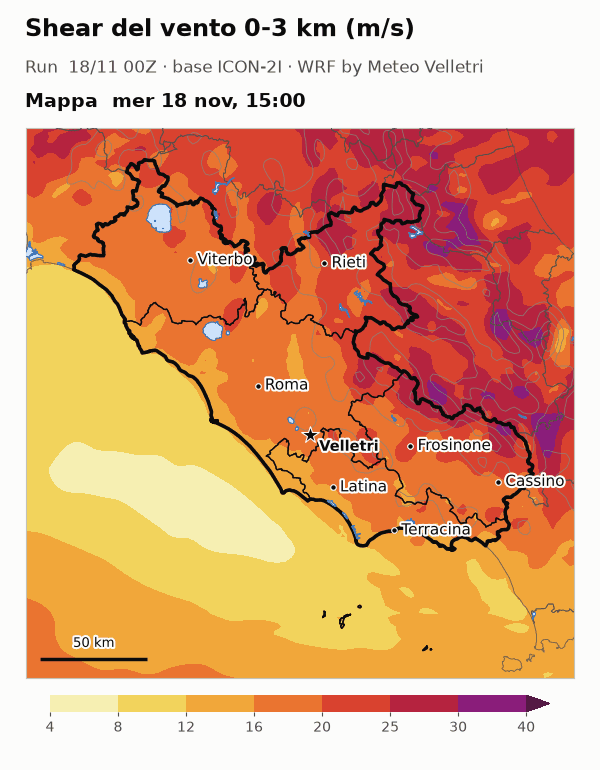 Shear del vento 0-3 km (m/s)
Run  18/11 00Z · base ICON-2I · WRF by Meteo Velletri
Mappa  mer 18 nov, 15:00
Viterbo
Rieti
Roma
Velletri
Frosinone
Cassino
Latina
Terracina
50 km
4 8 12 16 20 25 30 40